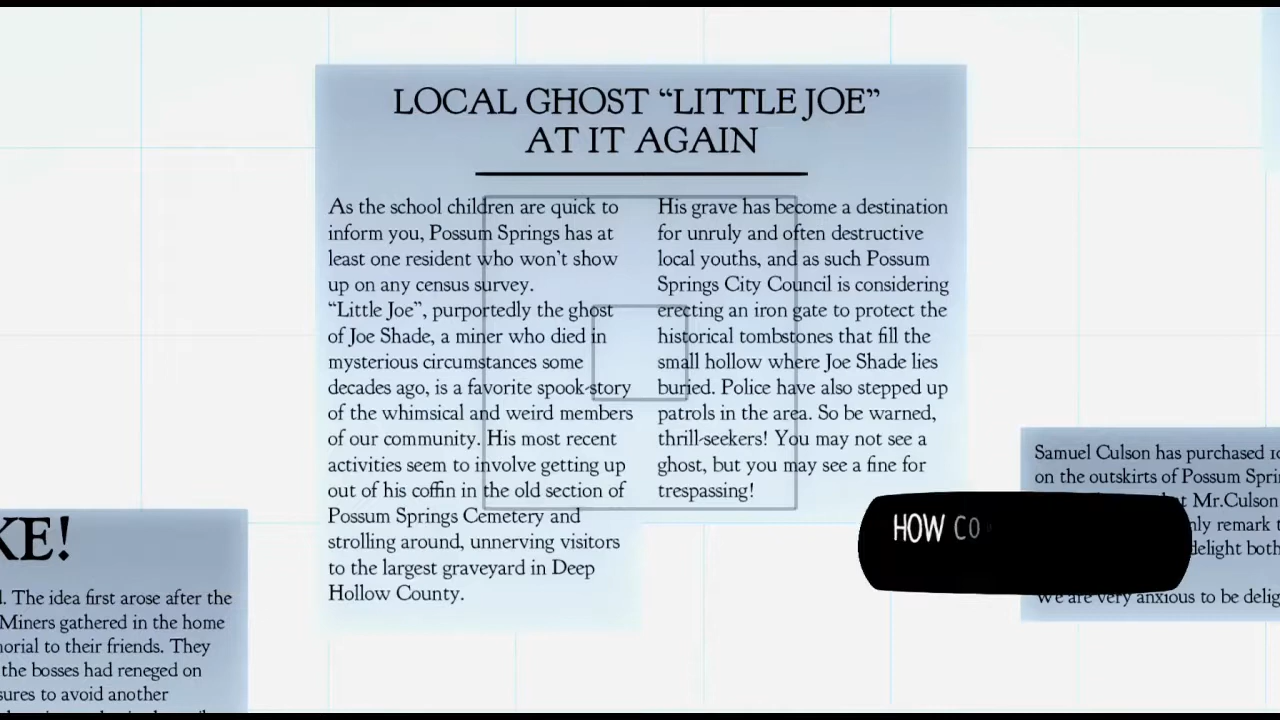 LOCAL GHOST “LITTLE JOE”
AT IT AGAIN
As the school children are quick to
inform you, Possum Springs has at
least one resident who won't show
up on any census survey.
“Little Joe”, purportedly the ghost
of Joe Shade, a miner who died in
mysterious circumstances some
decades ago, is a favorite spook-story
of the whimsical and weird members
of our community. His most recent
activities seem to involve getting up
out of his coffin in the old section of
Possum Springs Cemetery and
strolling around, unnerving visitors
to the largest graveyard in Deep
Hollow County.
His grave has become a destination
for unruly and often destructive
local youths, and as such Possum
Springs City Council is considering
erecting an iron gate to protect the
historical tombstones that fill the
small hollow where Joe Shade lies
buried. Police have also stepped up
patrols in the area. So be warned,
thrill-seekers! You may not see a
ghost, but you may see a fine for
trespassing!
KE!
The idea first arose after the
Miners gathered in the home
morial to their friends. They
the bosses had reneged on
sures to avoid another
Samuel Culson has purchased
on the outskirts of Possum
Mr.Culson
remark
delight
We are very anxious to be
HOW CO